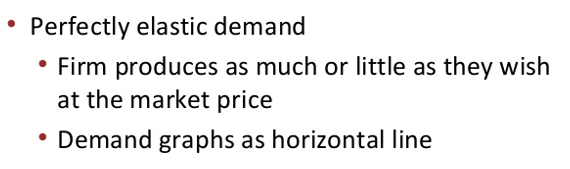 • Perfectly elastic demand
• Firm produces as much or little as they wish
at the market price
• Demand graphs as horizontal line